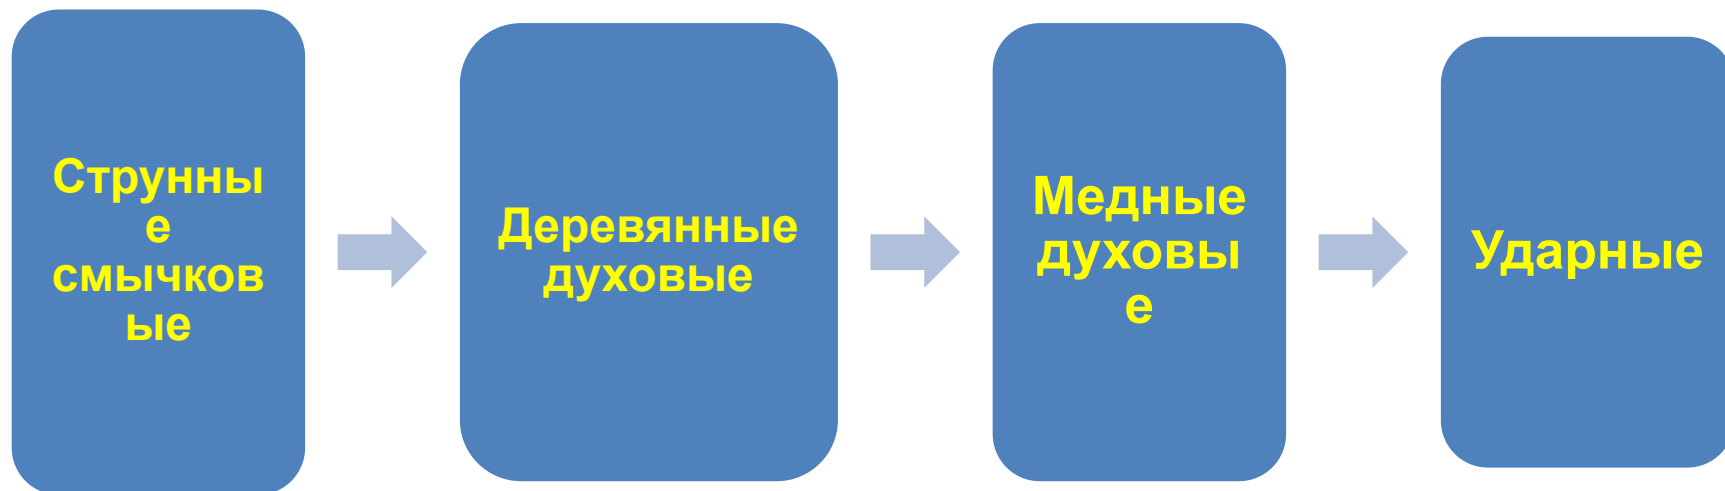 Струнны
е
смычков
ые
Деревянные
духовые
Медные
духовы
е
Ударные